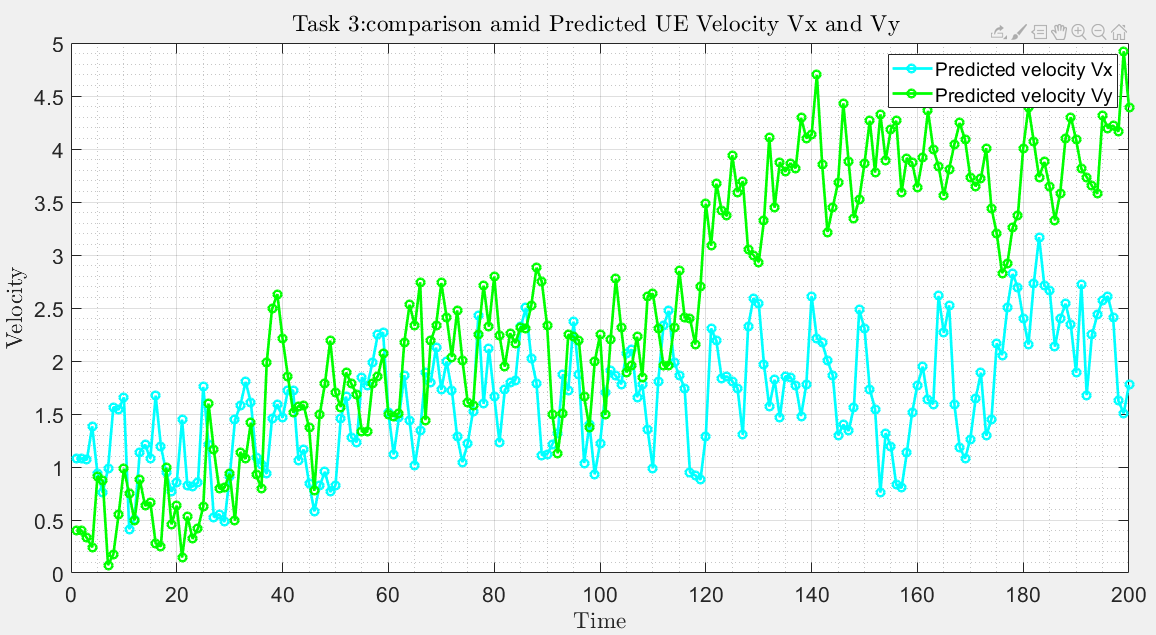 Task 3:comparison amid Predicted UE Velocity Vx and Vy
Predicted velocity Vx
Predicted velocity Vy
Velocity
5
4.5
4
3.5
3
2.5
2
1.5
1
0.5
0
0 20 40 60 80 100 120 140 160 180 200
Time